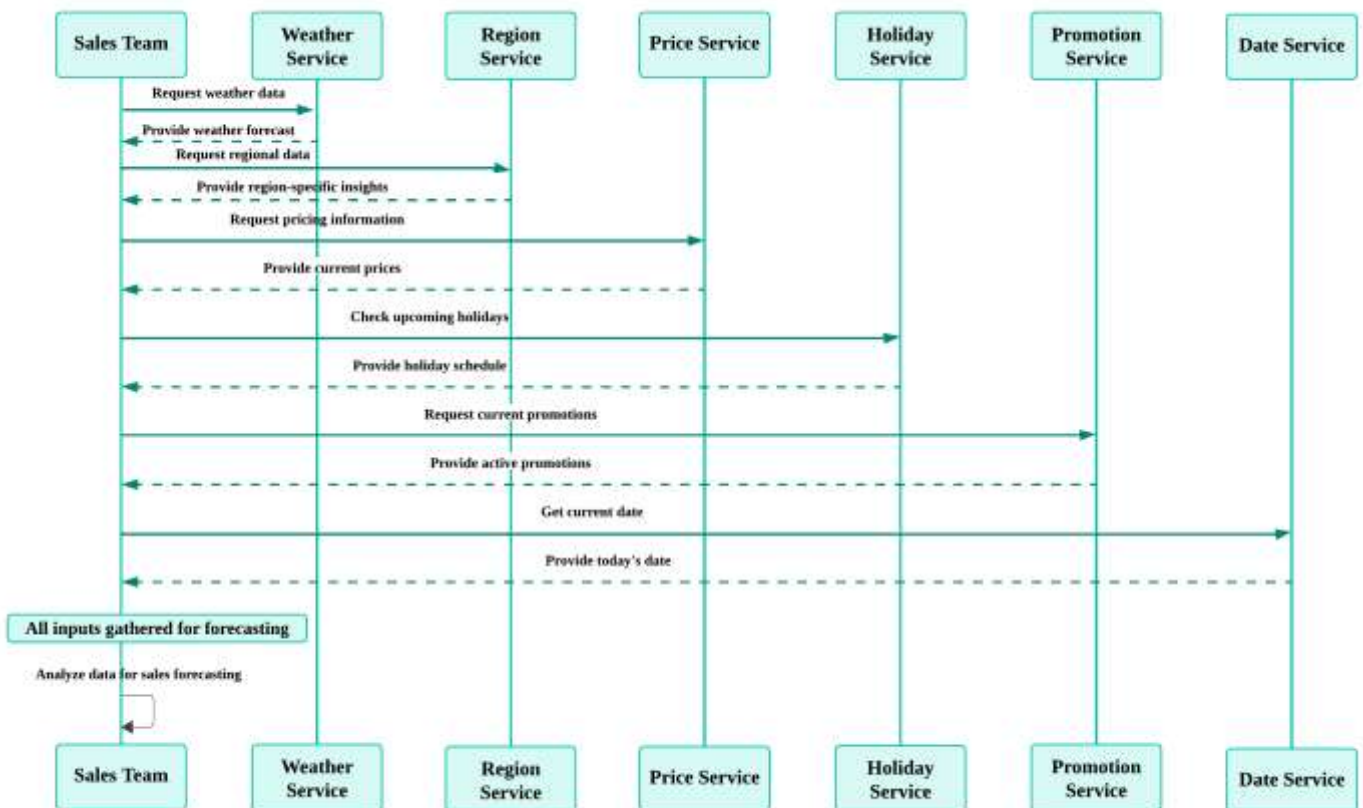 Sales Team
Weather
Service
Region
Service
Price Service
Holiday
Service
Promotion
Service
Date Service
Request weather data
Provide weather forecast
Request regional data
Provide region-specific insights
Request pricing information
Provide current prices
Check upcoming holidays
Provide holiday schedule
Request current promotions
Provide active promotions
Get current date
Provide today's date
All inputs gathered for forecasting
Analyze data for sales forecasting
Sales Team
Weather
Service
Region
Service
Price Service
Holiday
Service
Promotion
Service
Date Service